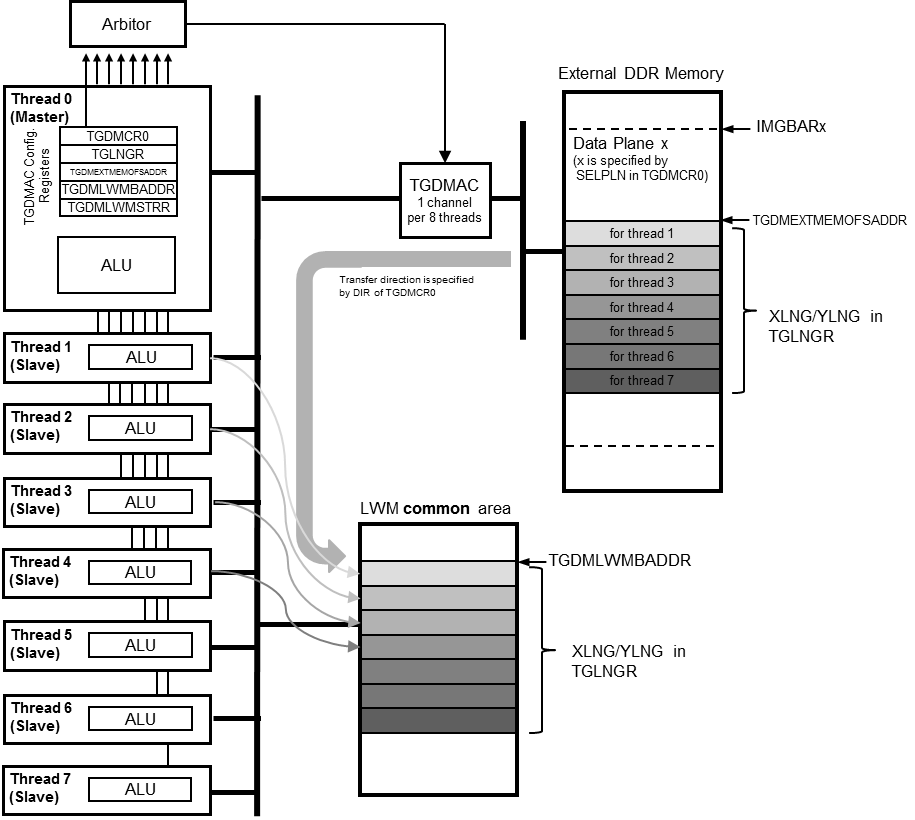 Arbitor
Thread 0
(Master)
TGDMAC Config.
Registers
TGDMCR0
TGLNGR
TGDMEXTMEMOFSADDR
TGDMLWMBADDR
TGDMLWMSTRR
ALU
Thread 1
(Slave)
ALU
Thread 2
(Slave)
ALU
Thread 3
(Slave)
ALU
Thread 4
(Slave)
ALU
Thread 5
(Slave)
ALU
Thread 6
(Slave)
ALU
Thread 7
(Slave)
ALU
TGDMAC
1 channel
per 8 threads
Transfer direction is specified
by DIR of TGDMCR0
External DDR Memory
IMGBARx
Data Plane x
(x is specified by
SELPLN in TGDMCR0)
TGDMEXTMEMOFSADDR
for thread 1
for thread 2
for thread 3
for thread 4
for thread 5
for thread 6
for thread 7
XLNG/YLNG in
TGLNGR
LWM common area
TGDMLWMBADDR
XLNG/YLNG in
TGLNGR